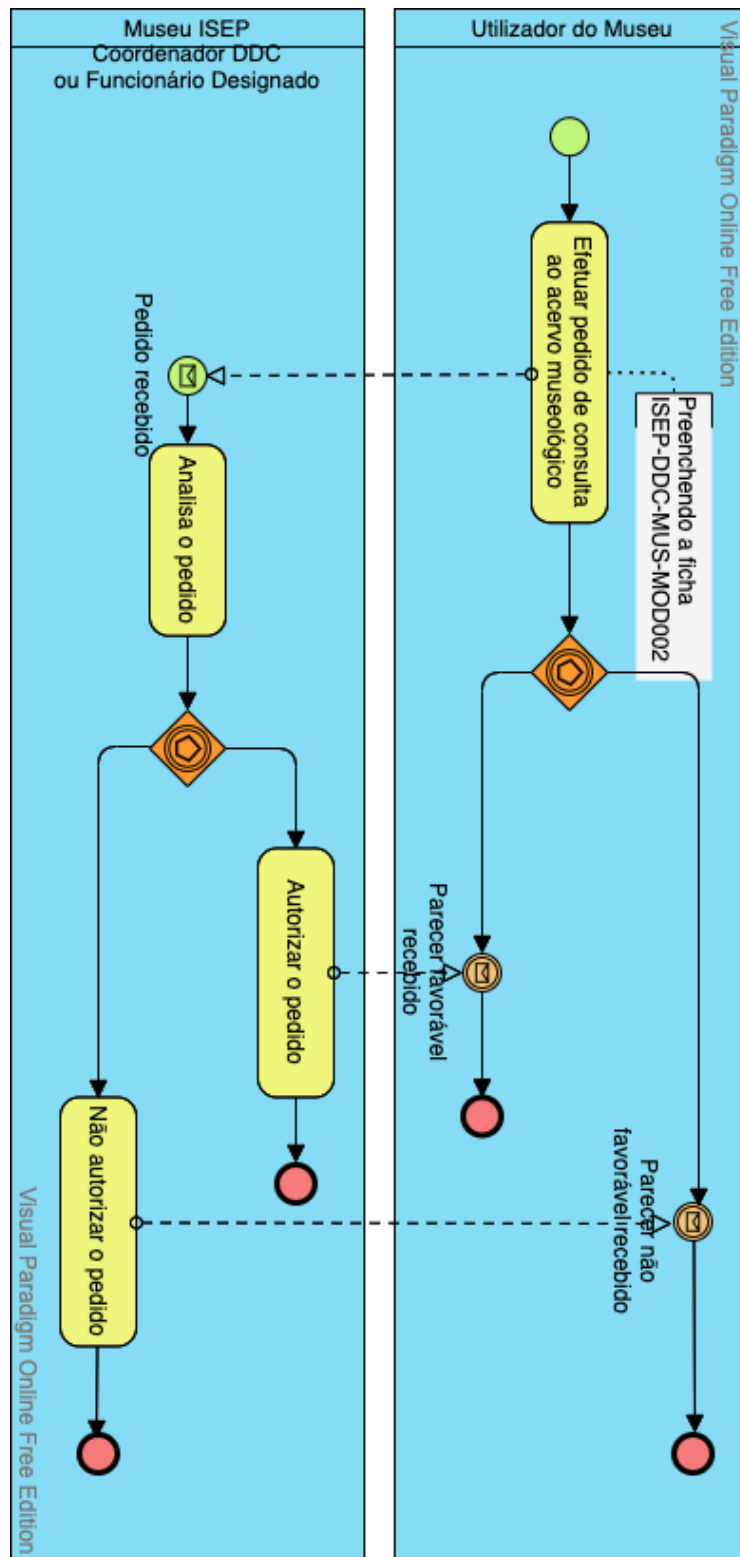 Museu ISEP
Coordenador DDC
ou Funcionário Designado
Utilizador do Museu
Visual Paradigm Online Free Edition
Efetuar pedido de consulta
ao acervo museológico
Preenchendo a ficha
ISEP-DDC-MUS-MOD002
Pedido recebido
Analisa o pedido
Autorizar o pedido
Parecer favorável
recebido
Não autorizar o pedido
Parecer não
favorável recebido
Visual Paradigm Online Free Edition